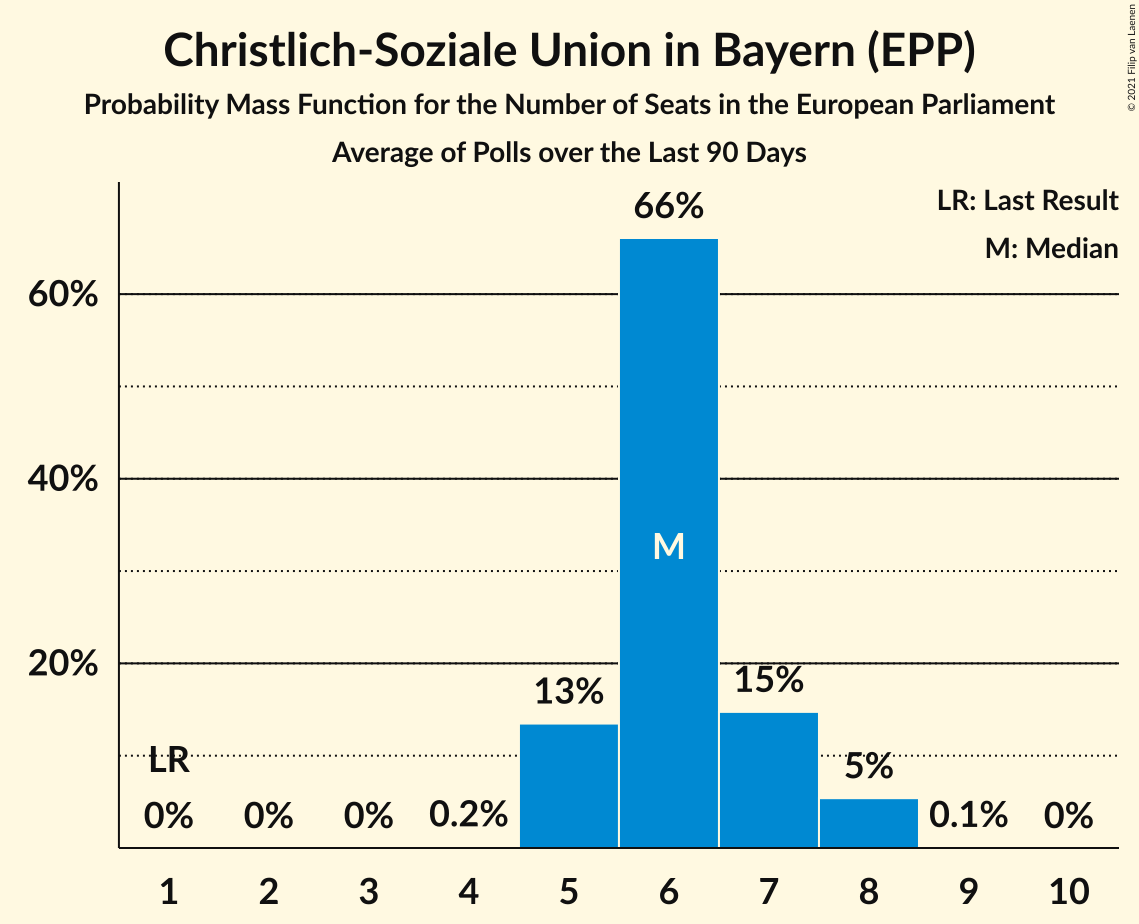 Christlich-Soziale Union in Bayern (EPP)
Probability Mass Function for the Number of Seats in the European Parliament
Average of Polls over the Last 90 Days
© 2021 Filip van Laenen
LR: Last Result
M: Median
66%
60%
40%
M
20%
13%
15%
LR
5%
0% 0% 0% 0.2% 0.1% 0%
1 2 3 4 5 6 7 8 9 10